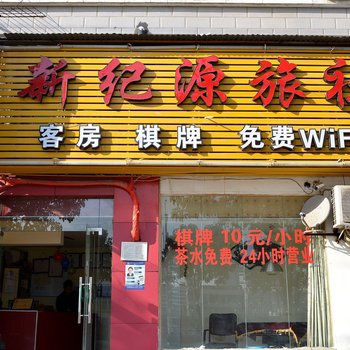 新纪源旅社
客房 棋牌 免费WiF
棋牌 10元/小时
茶水免费 24小时营业